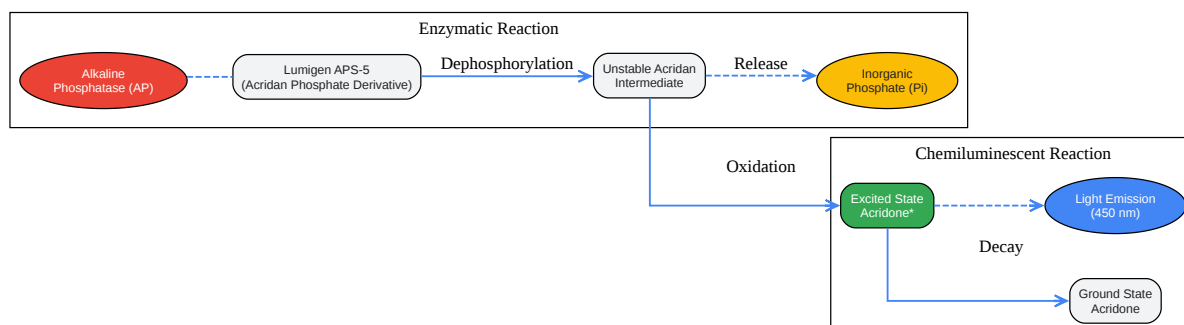 Enzymatic Reaction
Alkaline
Phosphatase (AP)
Lumigen APS-5
(Acridan Phosphate Derivative)
Dephosphorylation
Unstable Acridan
Intermediate
Release
Inorganic
Phosphate (Pi)
Oxidation
Chemiluminescent Reaction
Excited State
Acridone*
Light Emission
(450 nm)
Decay
Ground State
Acridone